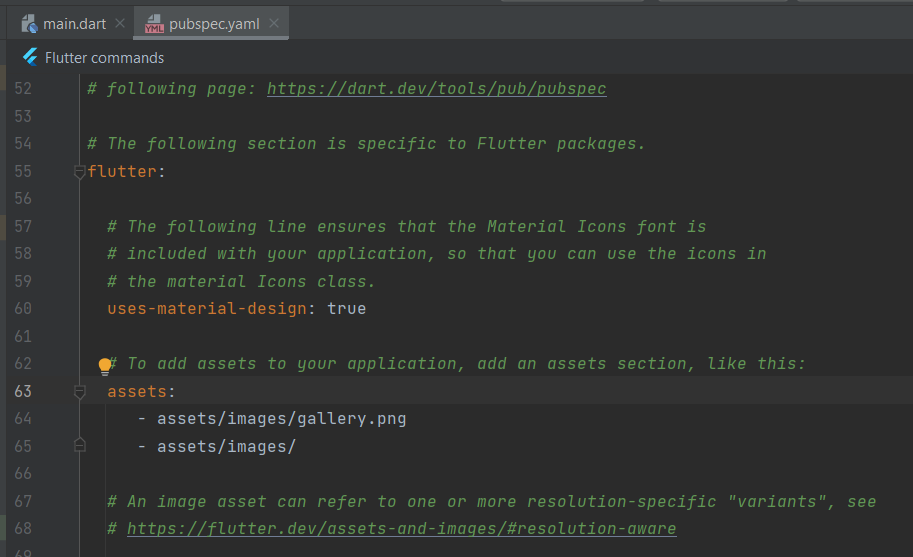 main.dart
pubspec.yaml
Flutter commands
52 # following page: https://dart.dev/tools/pub/pubspec
53
54 # The following section is specific to Flutter packages.
55 flutter:
56
57 # The following line ensures that the Material Icons font is
58 # included with your application, so that you can use the icons in
59 # the material Icons class.
60 uses-material-design: true
61
62 # To add assets to your application, add an assets section, like this:
63 assets:
64 - assets/images/gallery.png
65 - assets/images/
66
67 # An image asset can refer to one or more resolution-specific "variants", see
68 # https://flutter.dev/assets-and-images/#resolution-aware
69